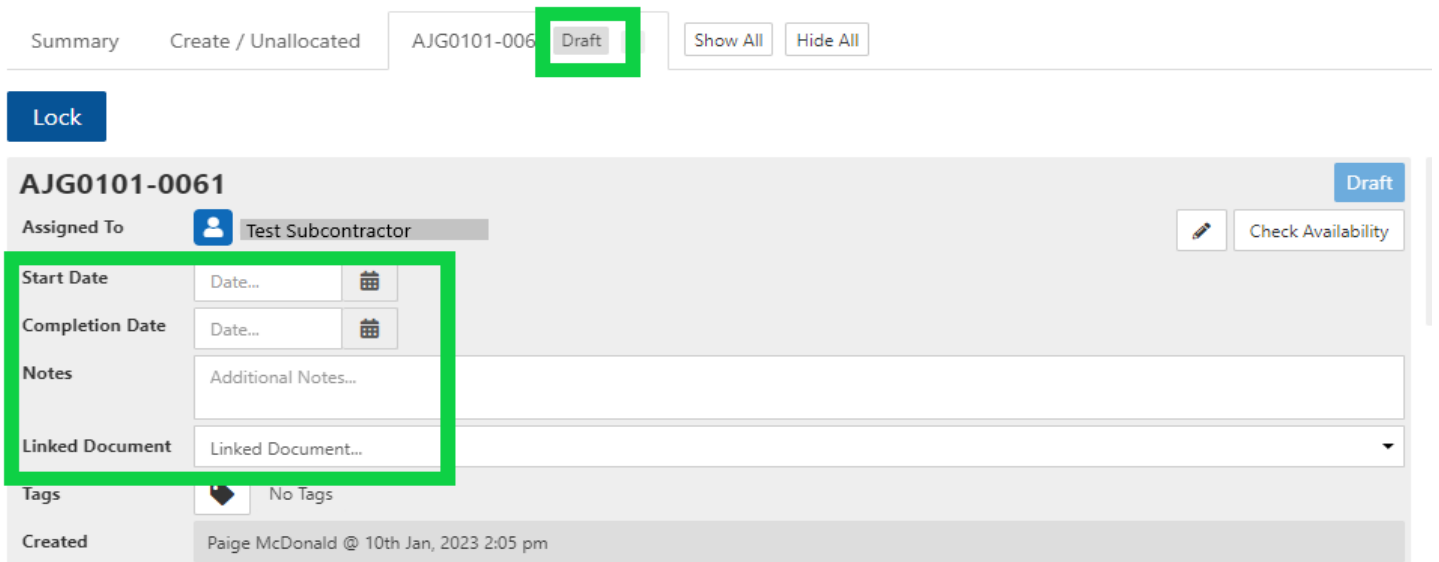 Summary Create / Unallocated AJG0101-006 Draft Show All Hide All
Lock
AJG0101-0061 Draft
Assigned To Test Subcontractor Check Availability
Start Date Date...
Completion Date Date...
Notes Additional Notes...
Linked Document Linked Document...
Tags No Tags
Created Paige McDonald @ 10th Jan, 2023 2:05 pm